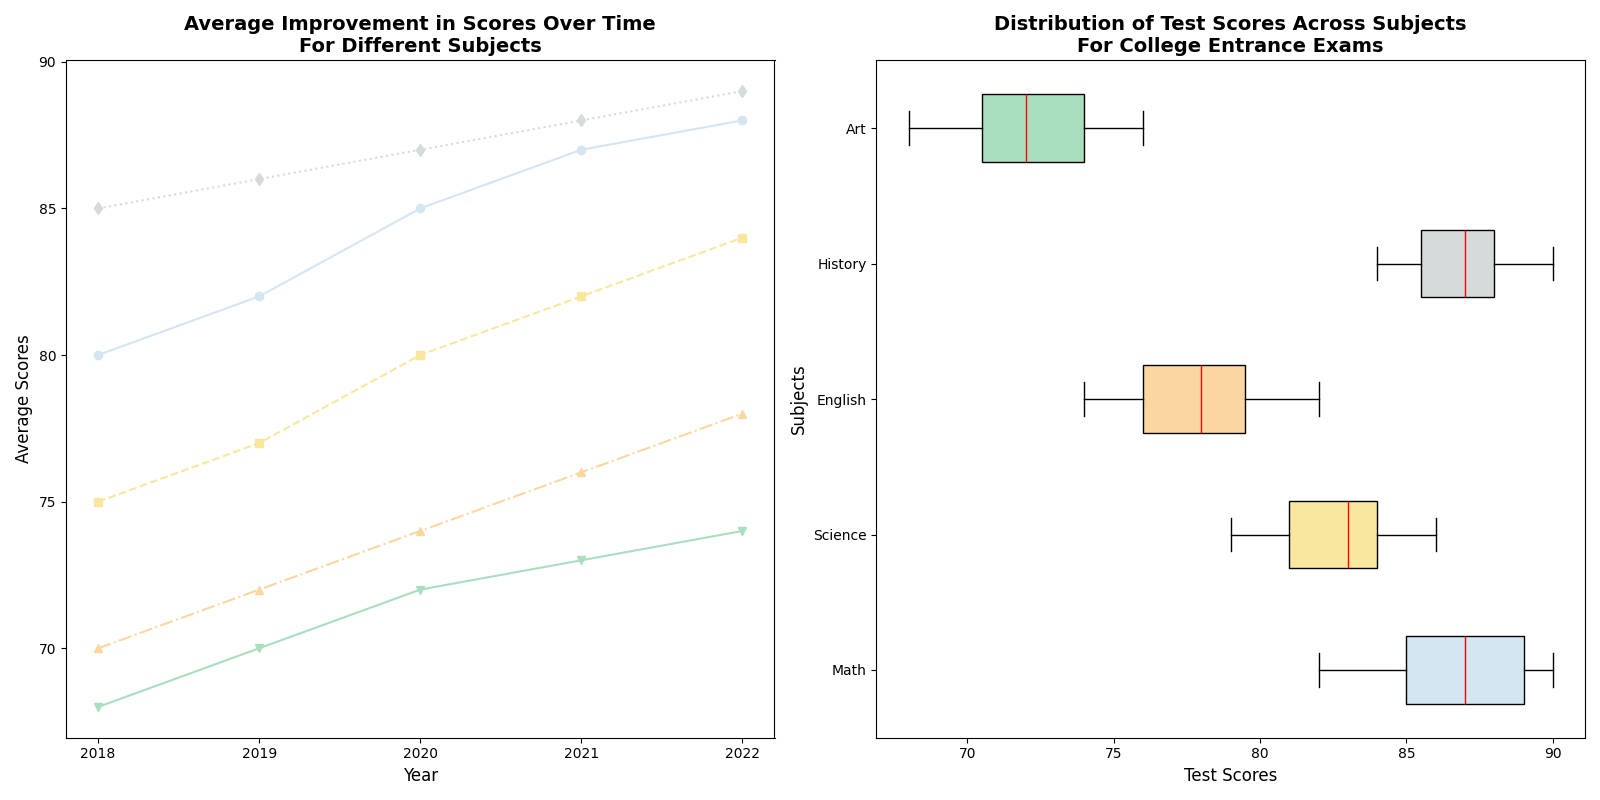 Average Improvement in Scores Over Time
For Different Subjects
Average Scores
90
85
80
75
70
2018 2019 2020 2021 2022
Year
Distribution of Test Scores Across Subjects
For College Entrance Exams
Subjects
Art
History
English
Science
Math
70 75 80 85 90
Test Scores